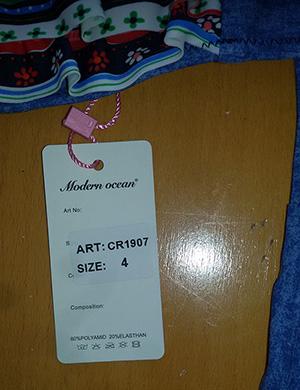 Modern ocean®
Art No:
ART: CR1907
SIZE: 4
Composition:
80%POLYAMID 20%ELASTHAN